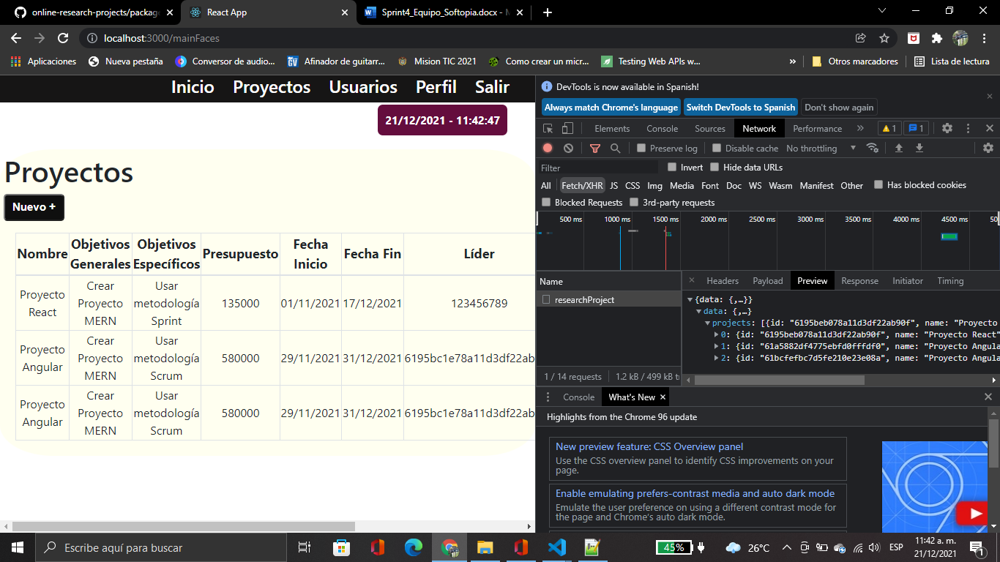 online-research-projects/packag
React App
Sprint4_Equipo_Softopia.docx - M
localhost:3000/mainFaces
Aplicaciones
Nueva pestaña
Conversor de audio...
Afinador de guitarr...
Mision TIC 2021
Como crear un micr...
Testing Web APIs w...
»
Otros marcadores
Lista de lectura
Inicio Proyectos Usuarios Perfil Salir
21/12/2021 - 11:42:47
Proyectos
Nuevo +
Nombre Objetivos Generales Objetivos Específicos Presupuesto Fecha Inicio Fecha Fin Líder
Proyecto React Crear Proyecto MERN Usar metodología Sprint 135000 01/11/2021 17/12/2021 123456789
Proyecto Angular Crear Proyecto MERN Usar metodología Scrum 580000 29/11/2021 31/12/2021 6195bc1e78a11d3df22ab
Proyecto Angular Crear Proyecto MERN Usar metodología Scrum 580000 29/11/2021 31/12/2021 6195bc1e78a11d3df22ab
DevTools is now available in Spanish!
Always match Chrome's language Switch DevTools to Spanish Don't show again
Elements Console Sources Network Performance » 1 1
Preserve log Disable cache No throttling
Filter Invert Hide data URLs
All Fetch/XHR JS CSS Img Media Font Doc WS Wasm Manifest Other Has blocked cookies
Blocked Requests 3rd-party requests
500 ms 1000 ms 1500 ms 2000 ms 2500 ms 3000 ms 3500 ms 4000 ms 4500 ms 50
Name
researchProject
1 / 14 requests 1.2 kB / 499 kB tr
Headers Payload Preview Response Initiator Timing
{data: {,…}}
data: {,…}
projects: [{id: "6195beb078a11d3df22ab90f", name: "Proyecto
0: {id: "6195beb078a11d3df22ab90f", name: "Proyecto React"
1: {id: "61a5882df4775ebfd0fffdf0", name: "Proyecto Angula
2: {id: "61bcfefbc7d5fe210e23e08a", name: "Proyecto Angula
Console What's New
Highlights from the Chrome 96 update
New preview feature: CSS Overview panel
Use the CSS overview panel to identify CSS improvements on your
page.
Enable emulating prefers-contrast media and auto dark mode
Emulate the user preference on using a different contrast mode for
the page and Chrome's auto dark mode.
Escribe aquí para buscar
45%
26°C
ESP
11:42 a. m.
21/12/2021
1